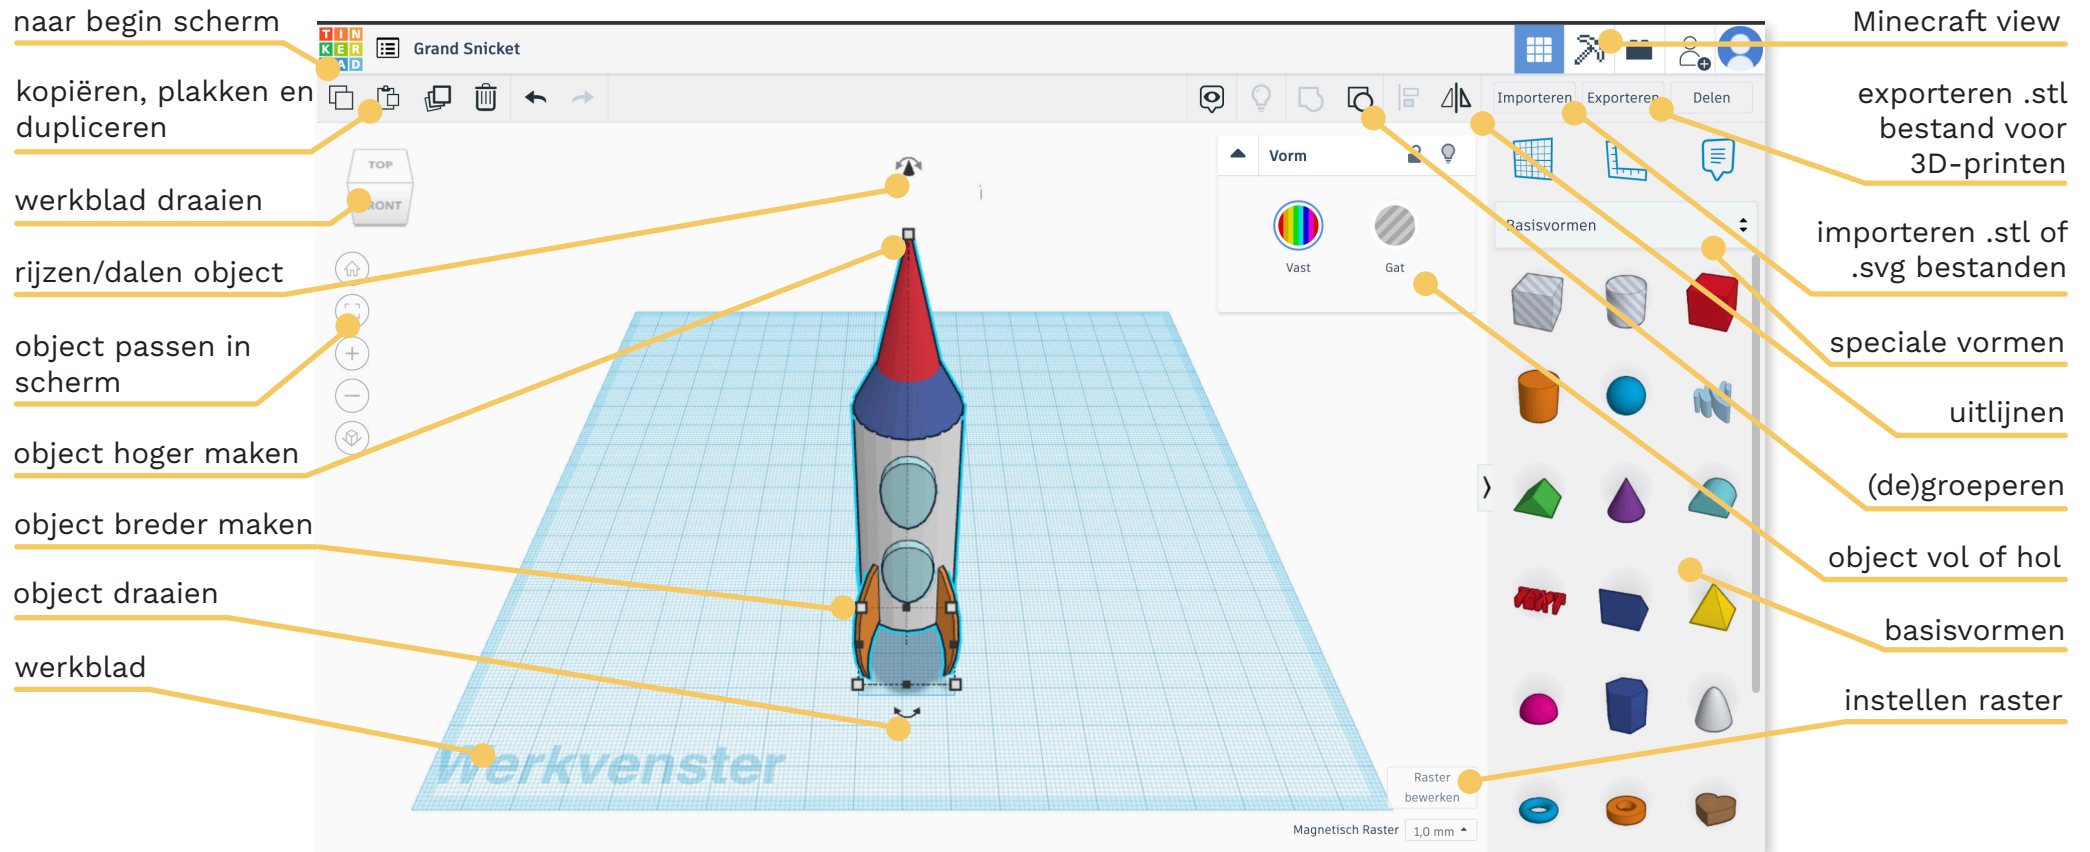 naar begin scherm
kopiëren, plakken en
dupliceren
werkblad draaien
rijzen/dalen object
object passen in
scherm
object hoger maken
object breder maken
object draaien
werkblad
TIN
KER
AD
Grand Snicket
Importeren
Exporteren
Delen
TOP
RONT
Vorm
Vast
Gat
Basisvormen
TEXT
Werkvenster
Raster
bewerken
Magnetisch Raster
1,0 mm
Minecraft view
exporteren .stl
bestand voor
3D-printen
importeren .stl of
.svg bestanden
speciale vormen
uitlijnen
(de)groeperen
object vol of hol
basisvormen
instellen raster